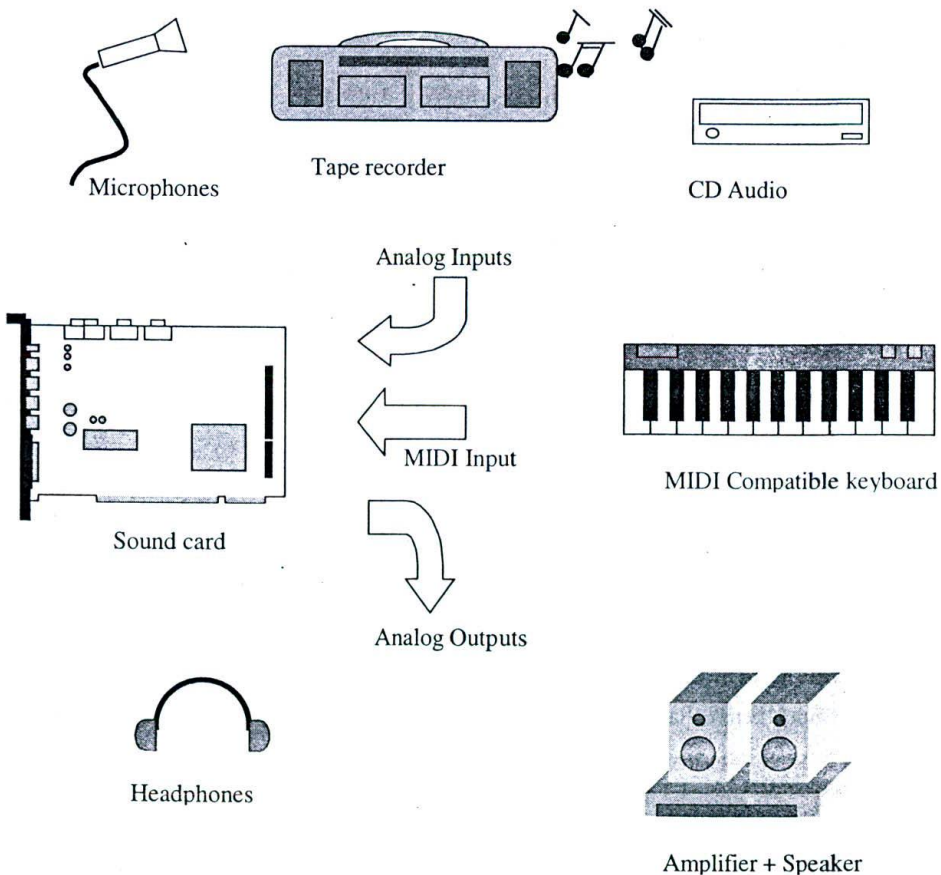 Tape recorder
Microphones
CD Audio
Analog Inputs
MIDI Input
MIDI Compatible keyboard
Sound card
Analog Outputs
Headphones
Amplifier + Speaker